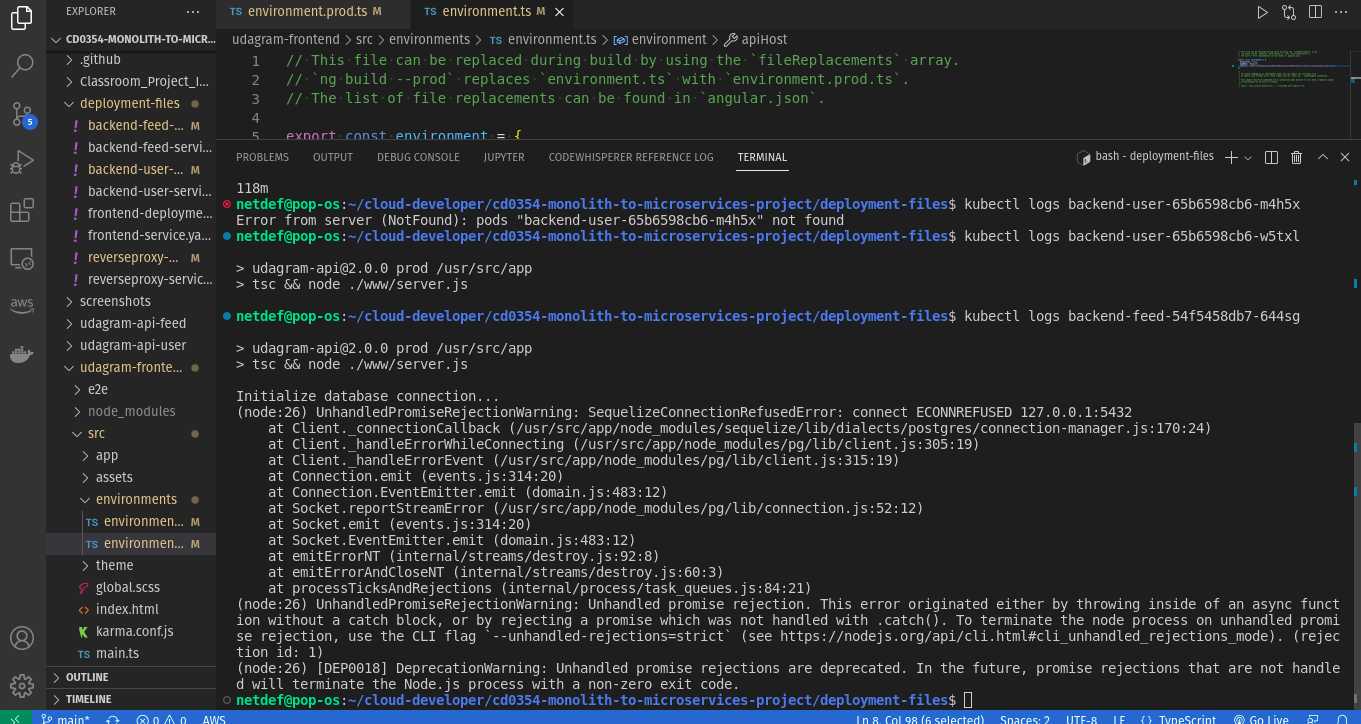 EXPLORER
···
TS environment.prod.ts M
TS environment.ts M ×
CD0354-MONOLITH-TO-MICR...
udagram-frontend > src > environments > TS environment.ts > environment > apiHost
.github
Classroom_Project_I...
deployment-files
! backend-feed-... M
! backend-feed-servi...
! backend-user-... M
! backend-user-servi...
! frontend-deployme...
! frontend-service.ya...
! reverseproxy-... M
! reverseproxy-servic...
screenshots
udagram-api-feed
udagram-api-user
udagram-fronte...
e2e
node_modules
src
app
assets
environments
TS environmen... M
TS environmen... M
theme
global.scss
<> index.html
karma.conf.js
TS main.ts
OUTLINE
TIMELINE
5
aws
1 // This file can be replaced during build by using the `fileReplacements` array.
2 // `ng build --prod` replaces `environment.ts` with `environment.prod.ts`.
3 // The list of file replacements can be found in `angular.json`.
4
5 export const environment = {
PROBLEMS OUTPUT DEBUG CONSOLE JUPYTER CODEWHISPERER REFERENCE LOG TERMINAL
bash - deployment-files
118m
netdef@pop-os:~/cloud-developer/cd0354-monolith-to-microservices-project/deployment-files$ kubectl logs backend-user-65b6598cb6-m4h5x
Error from server (NotFound): pods "backend-user-65b6598cb6-m4h5x" not found
netdef@pop-os:~/cloud-developer/cd0354-monolith-to-microservices-project/deployment-files$ kubectl logs backend-user-65b6598cb6-w5txl
> udagram-api@2.0.0 prod /usr/src/app
> tsc && node ./www/server.js
netdef@pop-os:~/cloud-developer/cd0354-monolith-to-microservices-project/deployment-files$ kubectl logs backend-feed-54f5458db7-644sg
> udagram-api@2.0.0 prod /usr/src/app
> tsc && node ./www/server.js
Initialize database connection...
(node:26) UnhandledPromiseRejectionWarning: SequelizeConnectionRefusedError: connect ECONNREFUSED 127.0.0.1:5432
at Client._connectionCallback (/usr/src/app/node_modules/sequelize/lib/dialects/postgres/connection-manager.js:170:24)
at Client._handleErrorWhileConnecting (/usr/src/app/node_modules/pg/lib/client.js:305:19)
at Client._handleErrorEvent (/usr/src/app/node_modules/pg/lib/client.js:315:19)
at Connection.emit (events.js:314:20)
at Connection.EventEmitter.emit (domain.js:483:12)
at Socket.reportStreamError (/usr/src/app/node_modules/pg/lib/connection.js:52:12)
at Socket.emit (events.js:314:20)
at Socket.EventEmitter.emit (domain.js:483:12)
at emitErrorNT (internal/streams/destroy.js:92:8)
at emitErrorAndCloseNT (internal/streams/destroy.js:60:3)
at processTicksAndRejections (internal/process/task_queues.js:84:21)
(node:26) UnhandledPromiseRejectionWarning: Unhandled promise rejection. This error originated either by throwing inside of an async funct
ion without a catch block, or by rejecting a promise which was not handled with .catch(). To terminate the node process on unhandled promi
se rejection, use the CLI flag `--unhandled-rejections=strict` (see https://nodejs.org/api/cli.html#cli_unhandled_rejections_mode). (rejec
tion id: 1)
(node:26) [DEP0018] DeprecationWarning: Unhandled promise rejections are deprecated. In the future, promise rejections that are not handle
d will terminate the Node.js process with a non-zero exit code.
netdef@pop-os:~/cloud-developer/cd0354-monolith-to-microservices-project/deployment-files$
main* 0 0 AWS Ln 8, Col 98 (6 selected) Spaces: 2 UTF-8 LF {} TypeScript Go Live